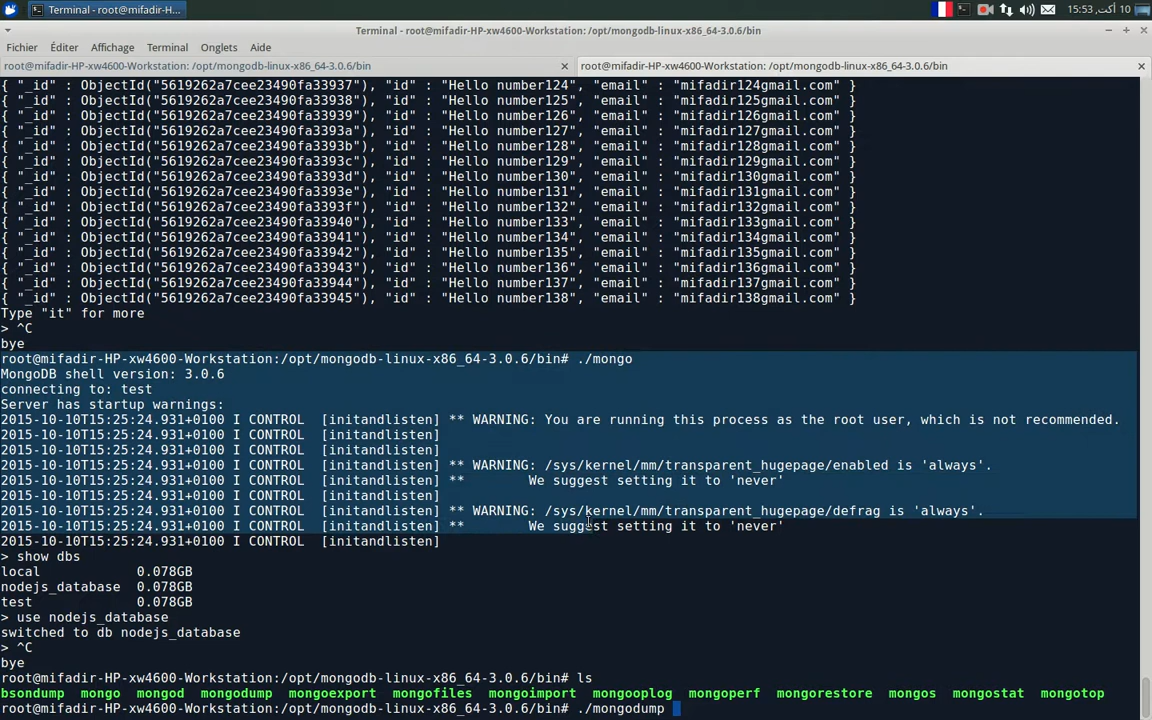 Terminal - root@mifadir-HP-xw4600-Workstation: /opt/mongodb-linux-x86_64-3.0.6/bin
Terminal - root@mifadir-H...
10 أكت, 15:53
Fichier Éditer Affichage Terminal Onglets Aide
root@mifadir-HP-xw4600-Workstation: /opt/mongodb-linux-x86_64-3.0.6/bin
root@mifadir-HP-xw4600-Workstation: /opt/mongodb-linux-x86_64-3.0.6/bin
{ "_id" : ObjectId("5619262a7cee23490fa33937"), "id" : "Hello number124", "email" : "mifadir124gmail.com" }
{ "_id" : ObjectId("5619262a7cee23490fa33938"), "id" : "Hello number125", "email" : "mifadir125gmail.com" }
{ "_id" : ObjectId("5619262a7cee23490fa33939"), "id" : "Hello number126", "email" : "mifadir126gmail.com" }
{ "_id" : ObjectId("5619262a7cee23490fa3393a"), "id" : "Hello number127", "email" : "mifadir127gmail.com" }
{ "_id" : ObjectId("5619262a7cee23490fa3393b"), "id" : "Hello number128", "email" : "mifadir128gmail.com" }
{ "_id" : ObjectId("5619262a7cee23490fa3393c"), "id" : "Hello number129", "email" : "mifadir129gmail.com" }
{ "_id" : ObjectId("5619262a7cee23490fa3393d"), "id" : "Hello number130", "email" : "mifadir130gmail.com" }
{ "_id" : ObjectId("5619262a7cee23490fa3393e"), "id" : "Hello number131", "email" : "mifadir131gmail.com" }
{ "_id" : ObjectId("5619262a7cee23490fa3393f"), "id" : "Hello number132", "email" : "mifadir132gmail.com" }
{ "_id" : ObjectId("5619262a7cee23490fa33940"), "id" : "Hello number133", "email" : "mifadir133gmail.com" }
{ "_id" : ObjectId("5619262a7cee23490fa33941"), "id" : "Hello number134", "email" : "mifadir134gmail.com" }
{ "_id" : ObjectId("5619262a7cee23490fa33942"), "id" : "Hello number135", "email" : "mifadir135gmail.com" }
{ "_id" : ObjectId("5619262a7cee23490fa33943"), "id" : "Hello number136", "email" : "mifadir136gmail.com" }
{ "_id" : ObjectId("5619262a7cee23490fa33944"), "id" : "Hello number137", "email" : "mifadir137gmail.com" }
{ "_id" : ObjectId("5619262a7cee23490fa33945"), "id" : "Hello number138", "email" : "mifadir138gmail.com" }
Type "it" for more
> ^C
bye
root@mifadir-HP-xw4600-Workstation:/opt/mongodb-linux-x86_64-3.0.6/bin# ./mongo
MongoDB shell version: 3.0.6
connecting to: test
Server has startup warnings:
2015-10-10T15:25:24.931+0100 I CONTROL  [initandlisten] ** WARNING: You are running this process as the root user, which is not recommended.
2015-10-10T15:25:24.931+0100 I CONTROL  [initandlisten]
2015-10-10T15:25:24.931+0100 I CONTROL  [initandlisten]
2015-10-10T15:25:24.931+0100 I CONTROL  [initandlisten] ** WARNING: /sys/kernel/mm/transparent_hugepage/enabled is 'always'.
2015-10-10T15:25:24.931+0100 I CONTROL  [initandlisten] **        We suggest setting it to 'never'
2015-10-10T15:25:24.931+0100 I CONTROL  [initandlisten]
2015-10-10T15:25:24.931+0100 I CONTROL  [initandlisten] ** WARNING: /sys/kernel/mm/transparent_hugepage/defrag is 'always'.
2015-10-10T15:25:24.931+0100 I CONTROL  [initandlisten] **        We suggest setting it to 'never'
2015-10-10T15:25:24.931+0100 I CONTROL  [initandlisten]
> show dbs
local            0.078GB
nodejs_database  0.078GB
test             0.078GB
> use nodejs_database
switched to db nodejs_database
> ^C
bye
root@mifadir-HP-xw4600-Workstation:/opt/mongodb-linux-x86_64-3.0.6/bin# ls
bsondump  mongo  mongod  mongodump  mongoexport  mongofiles  mongoimport  mongooplog  mongoperf  mongorestore  mongos  mongostat  mongotop
root@mifadir-HP-xw4600-Workstation:/opt/mongodb-linux-x86_64-3.0.6/bin# ./mongodump